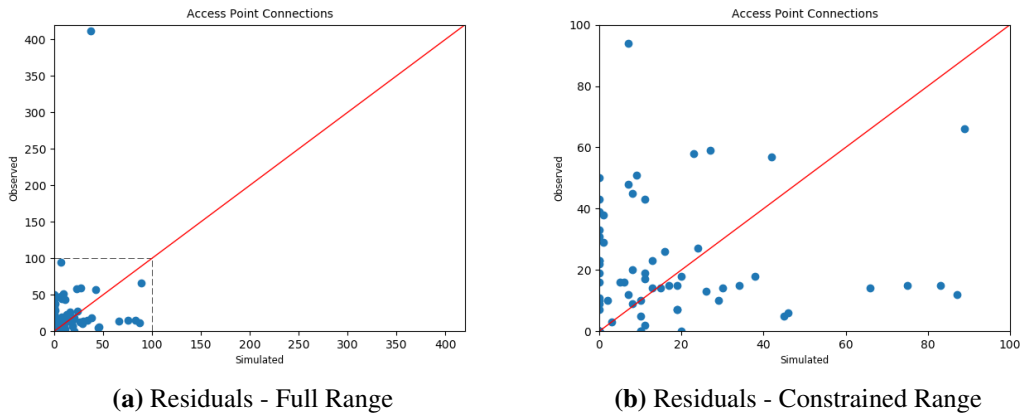 Access Point Connections
400
350
300
250
200
150
100
50
0
Observed
0 50 100 150 200 250 300 350 400
Simulated
(a) Residuals - Full Range
Access Point Connections
100
80
60
40
20
0
Observed
0 20 40 60 80 100
Simulated
(b) Residuals - Constrained Range